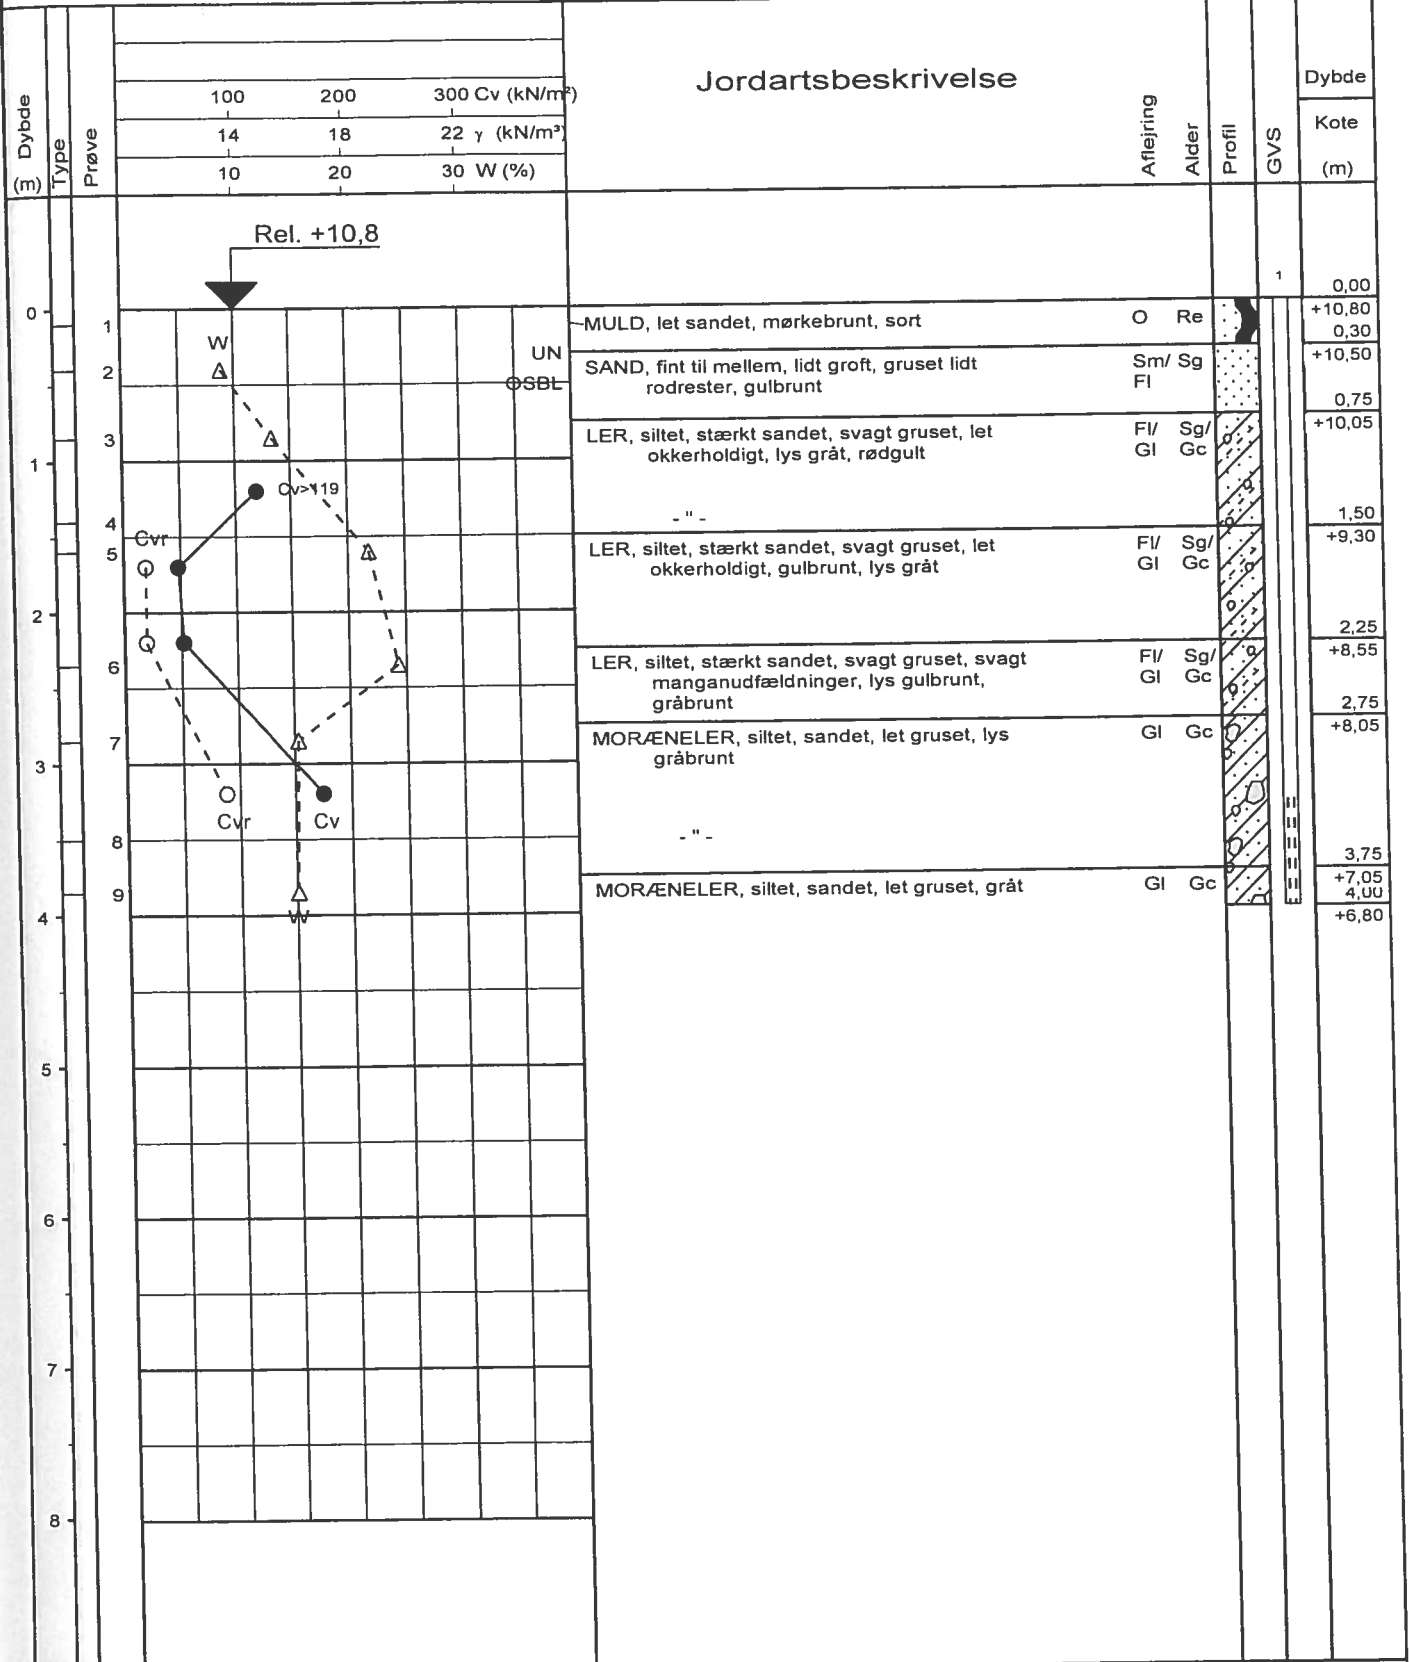 Dybde
(m)
Type
Prøve
100 200 300 Cv (kN/m²)
14 18 22 γ (kN/m³)
10 20 30 W (%)
Jordartsbeskrivelse
Aflejring
Alder
Profil
GVS
Dybde
Kote
(m)
Rel. +10,8
1
0,00
0
1
MULD, let sandet, mørkebrunt, sort O Re
+10,80
0,30
W
UN
2
SBL
SAND, fint til mellem, lidt groft, gruset lidt Sm/ Sg
rodrester, gulbrunt Fl
+10,50
0,75
3
LER, siltet, stærkt sandet, svagt gruset, let Fl/ Sg/
okkerholdigt, lys gråt, rødgult Gl Gc
+10,05
1
Cv>119
4
- " -
1,50
Cvr
5
LER, siltet, stærkt sandet, svagt gruset, let Fl/ Sg/
okkerholdigt, gulbrunt, lys gråt Gl Gc
+9,30
2
2,25
6
LER, siltet, stærkt sandet, svagt gruset, svagt Fl/ Sg/
manganudfældninger, lys gulbrunt, Gl Gc
gråbrunt
+8,55
2,75
7
MORÆNELER, siltet, sandet, let gruset, lys Gl Gc
gråbrunt
+8,05
3
Cvr Cv
8
- " -
3,75
9
MORÆNELER, siltet, sandet, let gruset, gråt Gl Gc
+7,05
4,00
4
W
+6,80
5
6
7
8